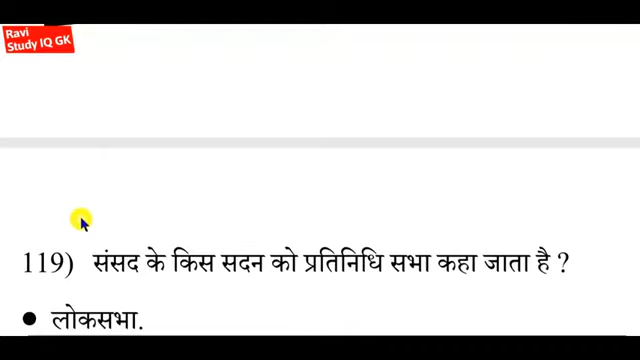 Ravi
Study IQ GK
119) संसद के किस सदन को प्रतिनिधि सभा कहा जाता है ?
● लोकसभा.